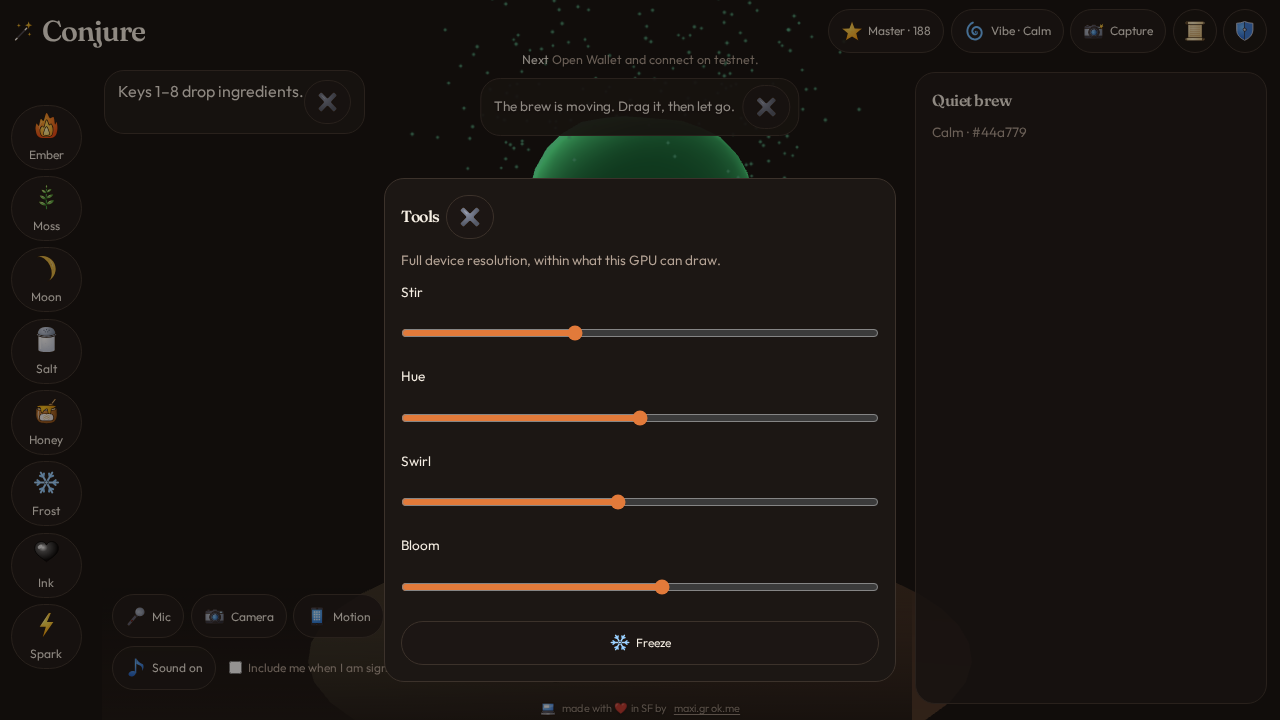 Conjure
Master · 188
Vibe · Calm
Capture
Next Open Wallet and connect on testnet.
Keys 1–8 drop ingredients.
The brew is moving. Drag it, then let go.
Quiet brew
Calm · #44a779
Ember
Moss
Moon
Salt
Honey
Frost
Ink
Spark
Tools
Full device resolution, within what this GPU can draw.
Stir
Hue
Swirl
Bloom
Freeze
Mic
Camera
Motion
Sound on
Include me when I am
made with ❤️ in SF by maxi.grok.me